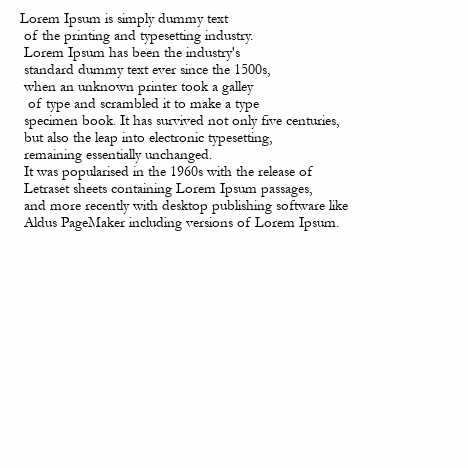 Lorem Ipsum is simply dummy text
of the printing and typesetting industry.
Lorem Ipsum has been the industry's
standard dummy text ever since the 1500s,
when an unknown printer took a galley
of type and scrambled it to make a type
specimen book. It has survived not only five centuries,
but also the leap into electronic typesetting,
remaining essentially unchanged.
It was popularised in the 1960s with the release of
Letraset sheets containing Lorem Ipsum passages,
and more recently with desktop publishing software like
Aldus PageMaker including versions of Lorem Ipsum.